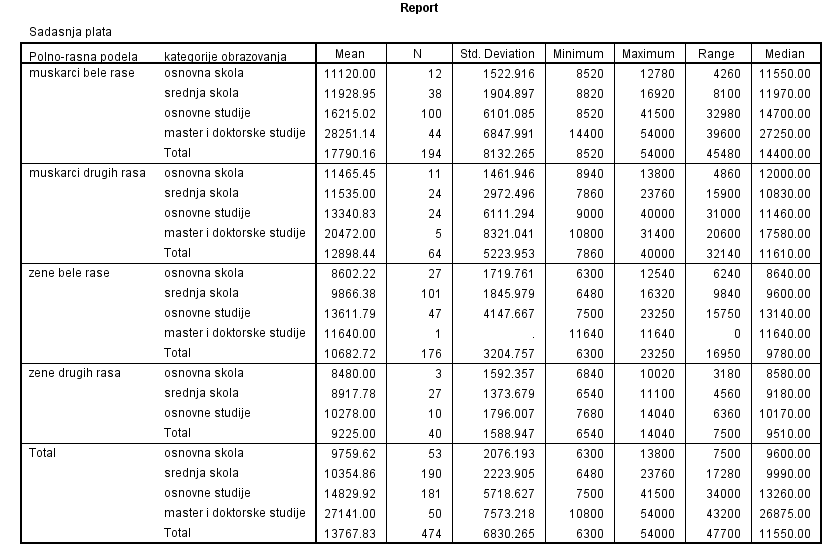 Report
Sadasnja plata
Polno-rasna podela kategorije obrazovanja Mean N Std. Deviation Minimum Maximum Range Median
muskarci bele rase osnovna skola 11120.00 12 1522.916 8520 12780 4260 11550.00
srednja skola 11928.95 38 1904.897 8820 16920 8100 11970.00
osnovne studije 16215.02 100 6101.085 8520 41500 32980 14700.00
master i doktorske studije 28251.14 44 6847.991 14400 54000 39600 27250.00
Total 17790.16 194 8132.265 8520 54000 45480 14400.00
muskarci drugih rasa osnovna skola 11465.45 11 1461.946 8940 13800 4860 12000.00
srednja skola 11535.00 24 2972.496 7860 23760 15900 10830.00
osnovne studije 13340.83 24 6111.294 9000 40000 31000 11460.00
master i doktorske studije 20472.00 5 8321.041 10800 31400 20600 17580.00
Total 12898.44 64 5223.953 7860 40000 32140 11610.00
zene bele rase osnovna skola 8602.22 27 1719.761 6300 12540 6240 8640.00
srednja skola 9866.38 101 1845.979 6480 16320 9840 9600.00
osnovne studije 13611.79 47 4147.667 7500 23250 15750 13140.00
master i doktorske studije 11640.00 1 . 11640 11640 0 11640.00
Total 10682.72 176 3204.757 6300 23250 16950 9780.00
zene drugih rasa osnovna skola 8480.00 3 1592.357 6840 10020 3180 8580.00
srednja skola 8917.78 27 1373.679 6540 11100 4560 9180.00
osnovne studije 10278.00 10 1796.007 7680 14040 6360 10170.00
Total 9225.00 40 1588.947 6540 14040 7500 9510.00
Total osnovna skola 9759.62 53 2076.193 6300 13800 7500 9600.00
srednja skola 10354.86 190 2223.905 6480 23760 17280 9990.00
osnovne studije 14829.92 181 5718.627 7500 41500 34000 13260.00
master i doktorske studije 27141.00 50 7573.218 10800 54000 43200 26875.00
Total 13767.83 474 6830.265 6300 54000 47700 11550.00